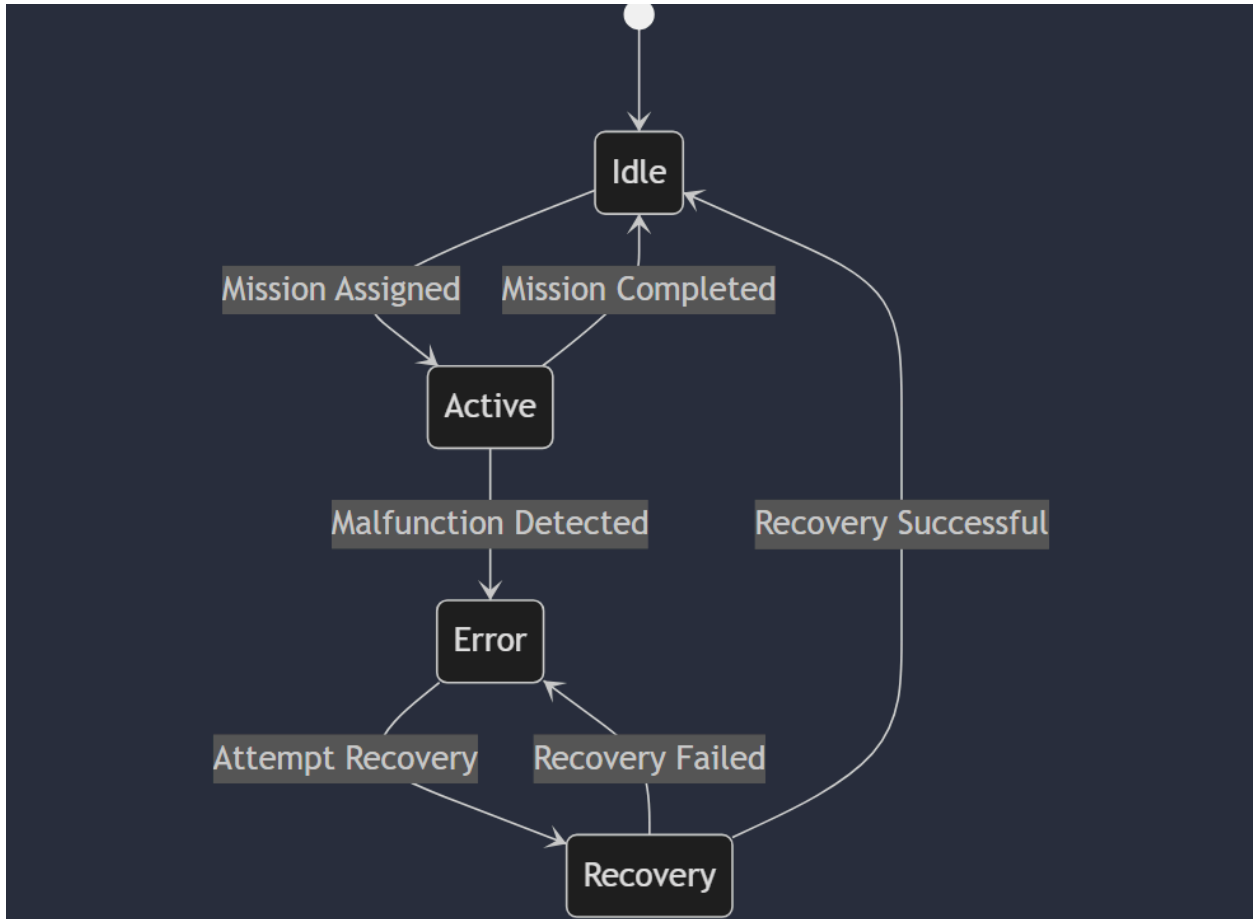 Idle
Mission Assigned
Mission Completed
Active
Malfunction Detected
Recovery Successful
Error
Attempt Recovery
Recovery Failed
Recovery